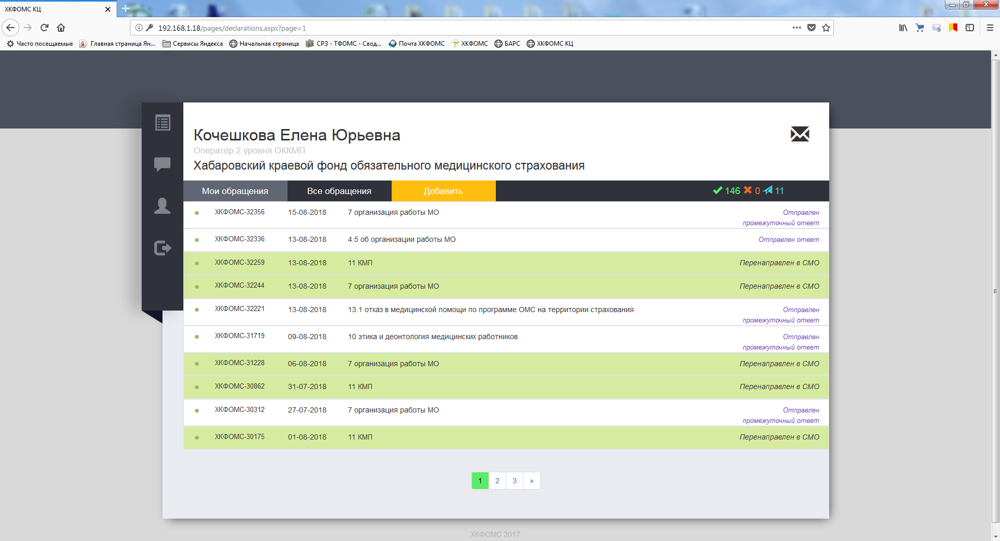 ХКФОМС КЦ
192.168.1.18/pages/declarations.aspx?page=1
Часто посещаемые Главная страница Ян... Сервисы Яндекса Начальная страница СРЗ - ТФОМС - Свод... Почта ХКФОМС ХКФОМС БАРС ХКФОМС КЦ
Кочешкова Елена Юрьевна
Оператор 2 уровня ОККМП
Хабаровский краевой фонд обязательного медицинского страхования
Мои обращения Все обращения Добавить 146 0 11
ХКФОМС-32356 15-08-2018 7 организация работы МО Отправлен
промежуточный ответ
ХКФОМС-32336 13-08-2018 4.5 об организации работы МО Отправлен ответ
ХКФОМС-32259 13-08-2018 11 КМП Перенаправлен в СМО
ХКФОМС-32244 13-08-2018 7 организация работы МО Перенаправлен в СМО
ХКФОМС-32221 13-08-2018 13.1 отказ в медицинской помощи по программе ОМС на территории страхования Отправлен
промежуточный ответ
ХКФОМС-31719 09-08-2018 10 этика и деонтология медицинских работников Отправлен
промежуточный ответ
ХКФОМС-31228 06-08-2018 7 организация работы МО Перенаправлен в СМО
ХКФОМС-30862 31-07-2018 11 КМП Перенаправлен в СМО
ХКФОМС-30312 27-07-2018 7 организация работы МО Отправлен
промежуточный ответ
ХКФОМС-30175 01-08-2018 11 КМП Перенаправлен в СМО
1 2 3 »
ХКФОМС 2017